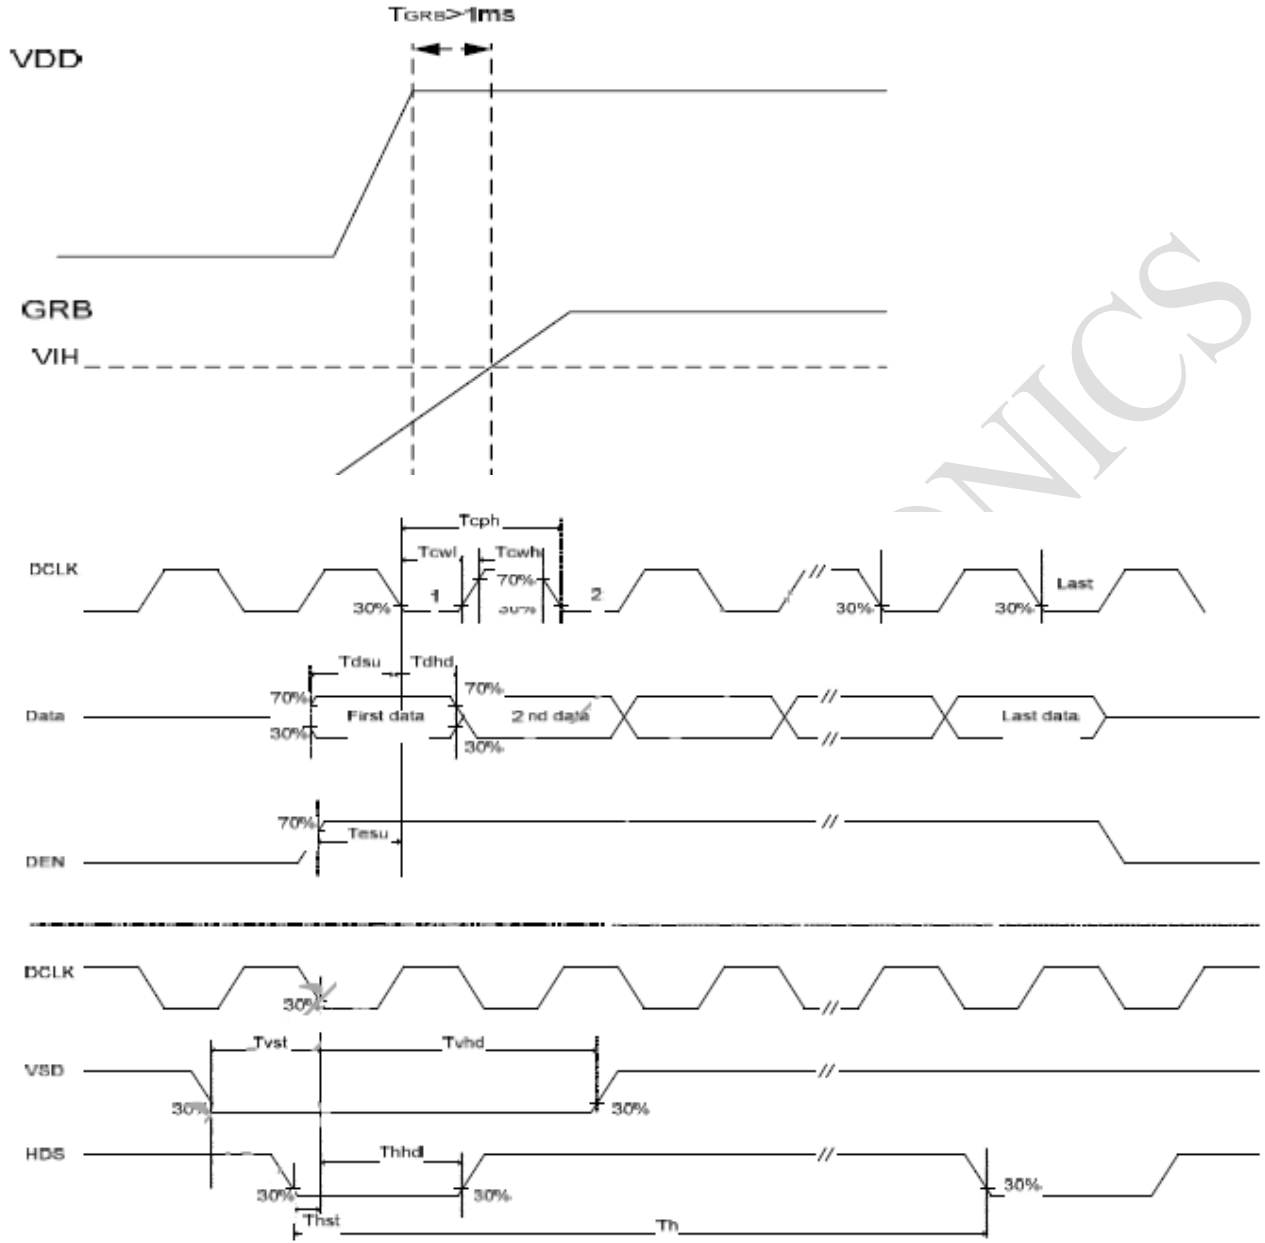 TGRB>1ms
VDD
GRB
VIH
ONICS
Tcph
Tcwl Tcwh
DCLK
70%
1 2 Last
30% 30% 30% 30%
Tdsu Tdhd
70% 70%
Data First data 2 nd data // Last data
30% 30%
70% //
Tesu
DEN
DCLK
30% //
Tvst Tvhd
VSD //
30% 30%
HDS Thhd //
30% 30% 30%
Thst Th